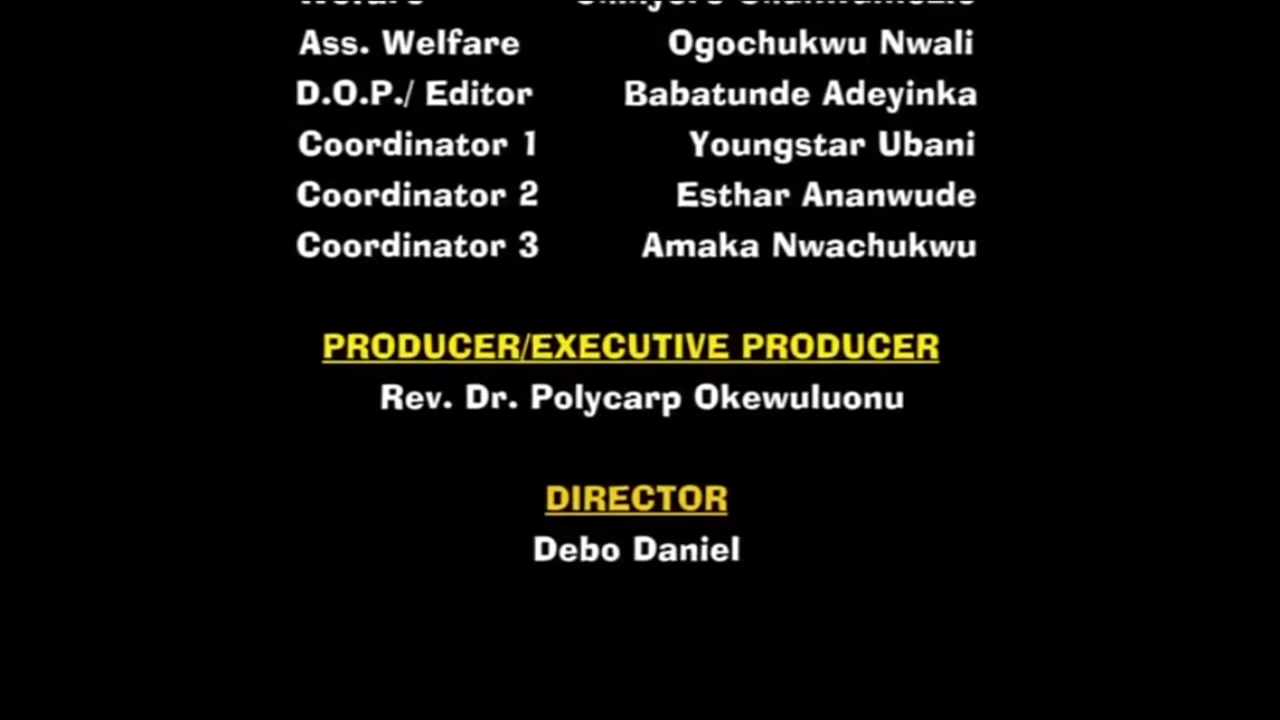 Ass. Welfare Ogochukwu Nwali
D.O.P./ Editor Babatunde Adeyinka
Coordinator 1 Youngstar Ubani
Coordinator 2 Esthar Ananwude
Coordinator 3 Amaka Nwachukwu
PRODUCER/EXECUTIVE PRODUCER
Rev. Dr. Polycarp Okewuluonu
DIRECTOR
Debo Daniel